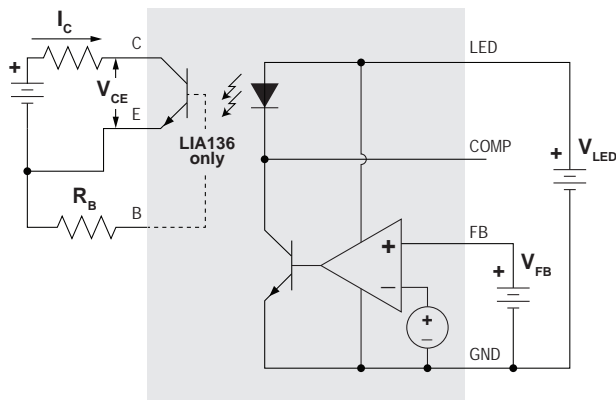 I_C
C
LED
+
V_CE
E
LIA136
only
COMP
+
V_LED
R_B
B
FB
+
+
V_FB
−
+
−
GND